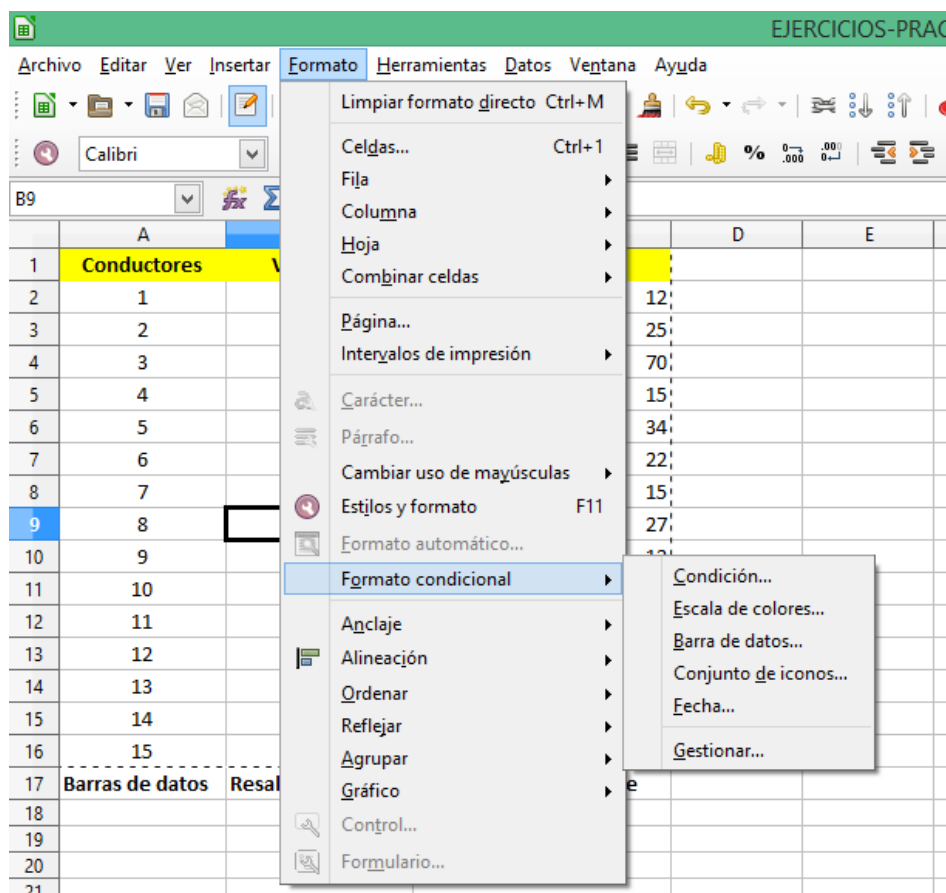 EJERCICIOS-PRAC
Archivo Editar Ver Insertar Formato Herramientas Datos Ventana Ayuda
Limpiar formato directo Ctrl+M
Calibri
% 0→ .000 .00 0
Celdas... Ctrl+1
Fila
B9
Columna
A D E
Hoja
1 Conductores V
Combinar celdas
2 1 12
Página...
3 2 25
Intervalos de impresión
4 3 70
5 4 15
Carácter...
6 5 34
Párrafo...
7 6 22
Cambiar uso de mayúsculas
8 7 15
Estilos y formato F11
9 8 27
Formato automático...
10 9
Formato condicional
Condición...
11 10
Escala de colores...
12 11
Anclaje
Barra de datos...
13 12
Alineación
Conjunto de iconos...
14 13
Ordenar
Fecha...
15 14
Reflejar
16 15
Agrupar
Gestionar...
17 Barras de datos Resal e
Gráfico
18
Control...
19
20
Formulario...
21